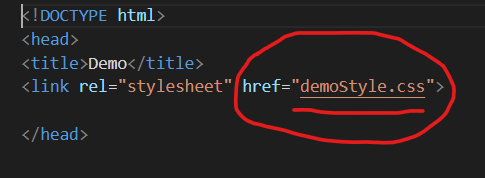 <!DOCTYPE html>
<head>
<title>Demo</title>
<link rel="stylesheet" href="demoStyle.css">
</head>